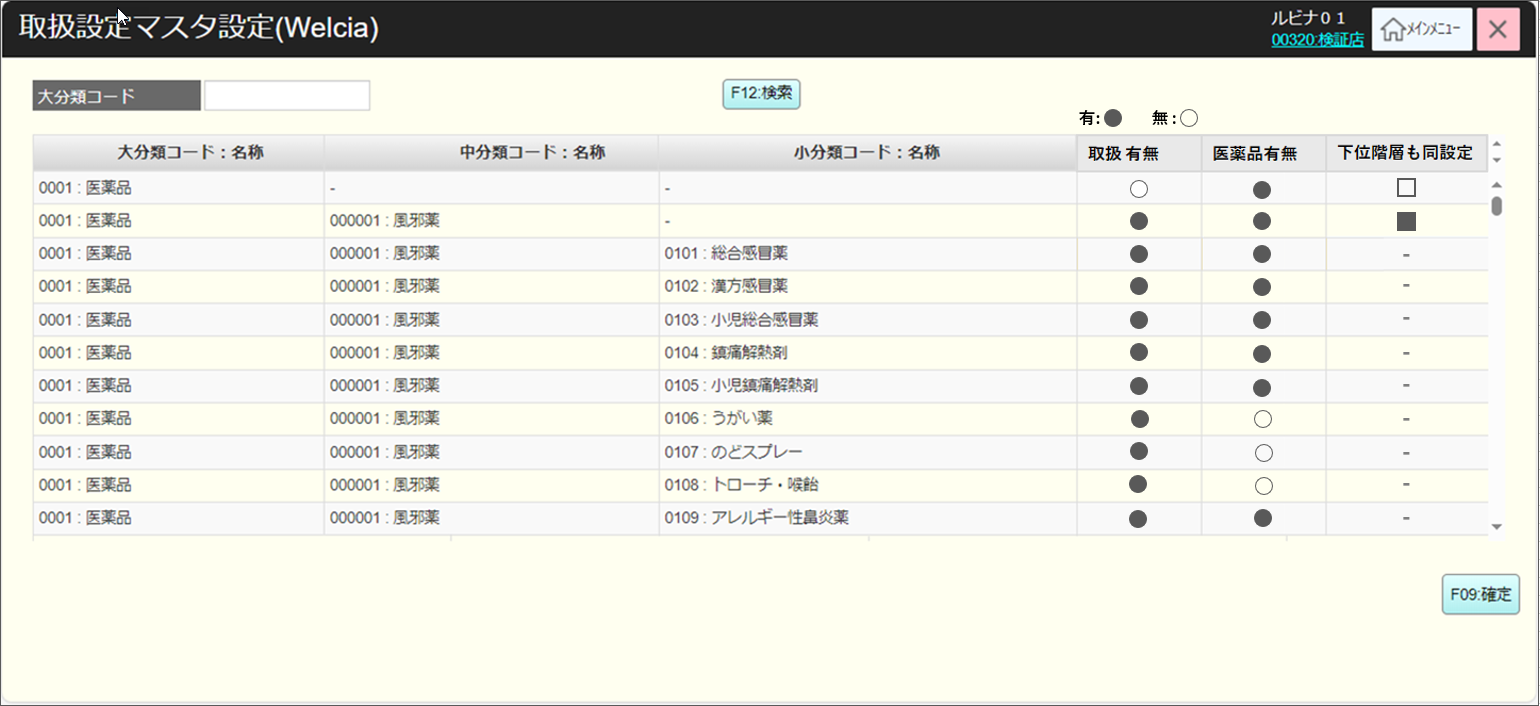 取扱設定マスタ設定(Welcia)
ルビナ０１
00320:検証店
メインメニュー
大分類コード
F12:検索
有:● 無:○
大分類コード：名称 中分類コード：名称 小分類コード：名称 取扱 有無 医薬品有無 下位階層も同設定
0001 : 医薬品 - - ○ ● □
0001 : 医薬品 000001 : 風邪薬 - ● ● ■
0001 : 医薬品 000001 : 風邪薬 0101 : 総合感冒薬 ● ● -
0001 : 医薬品 000001 : 風邪薬 0102 : 漢方感冒薬 ● ● -
0001 : 医薬品 000001 : 風邪薬 0103 : 小児総合感冒薬 ● ● -
0001 : 医薬品 000001 : 風邪薬 0104 : 鎮痛解熱剤 ● ● -
0001 : 医薬品 000001 : 風邪薬 0105 : 小児鎮痛解熱剤 ● ● -
0001 : 医薬品 000001 : 風邪薬 0106 : うがい薬 ● ○ -
0001 : 医薬品 000001 : 風邪薬 0107 : のどスプレー ● ○ -
0001 : 医薬品 000001 : 風邪薬 0108 : トローチ・喉飴 ● ○ -
0001 : 医薬品 000001 : 風邪薬 0109 : アレルギー性鼻炎薬 ● ● -
F09:確定